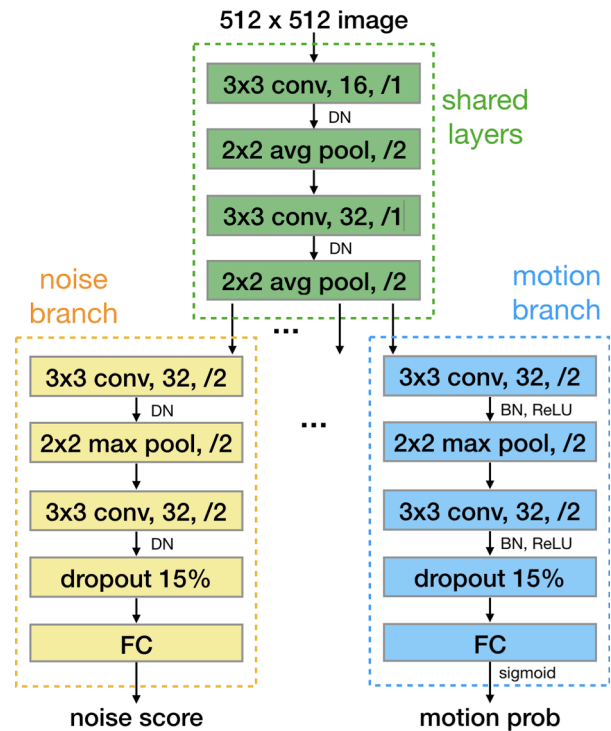 512 x 512 image
3x3 conv, 16, /1
DN
2x2 avg pool, /2
3x3 conv, 32, /1
DN
2x2 avg pool, /2
shared
layers
noise
branch
motion
branch
...
...
3x3 conv, 32, /2
DN
2x2 max pool, /2
3x3 conv, 32, /2
DN
dropout 15%
FC
noise score
3x3 conv, 32, /2
BN, ReLU
2x2 max pool, /2
3x3 conv, 32, /2
BN, ReLU
dropout 15%
FC
sigmoid
motion prob